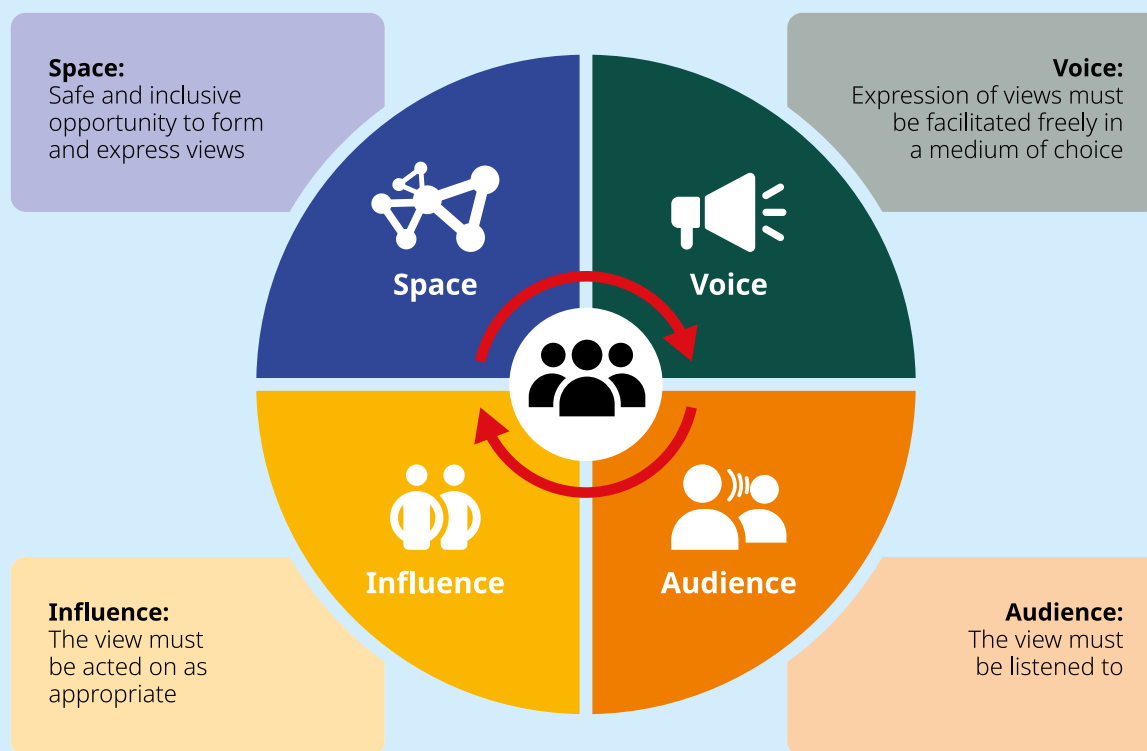 Space:
Safe and inclusive
opportunity to form
and express views
Voice:
Expression of views must
be facilitated freely in
a medium of choice
Space
Voice
Influence
Audience
Influence:
The view must
be acted on as
appropriate
Audience:
The view must
be listened to